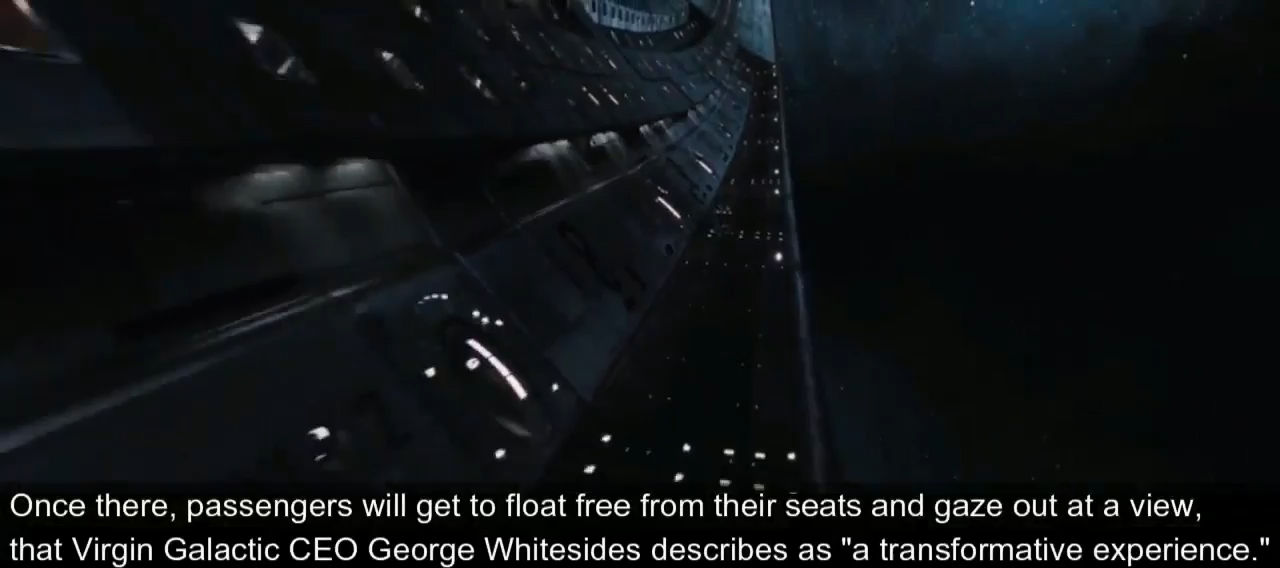 Once there, passengers will get to float free from their seats and gaze out at a view,
that Virgin Galactic CEO George Whitesides describes as "a transformative experience."